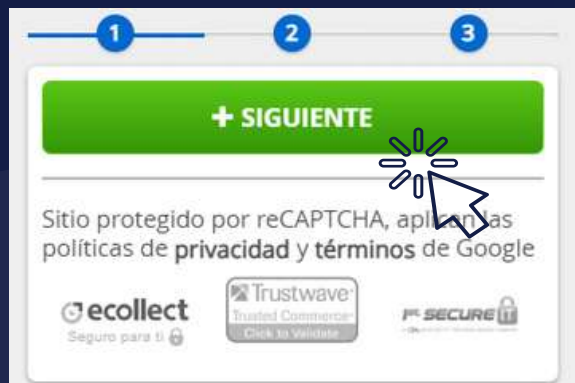 1 2 3
+ SIGUIENTE
Sitio protegido por reCAPTCHA, aplican las
políticas de privacidad y términos de Google
ecollect
Seguro para ti
Trustwave
Trusted Commerce
Click to Validate
SECURE